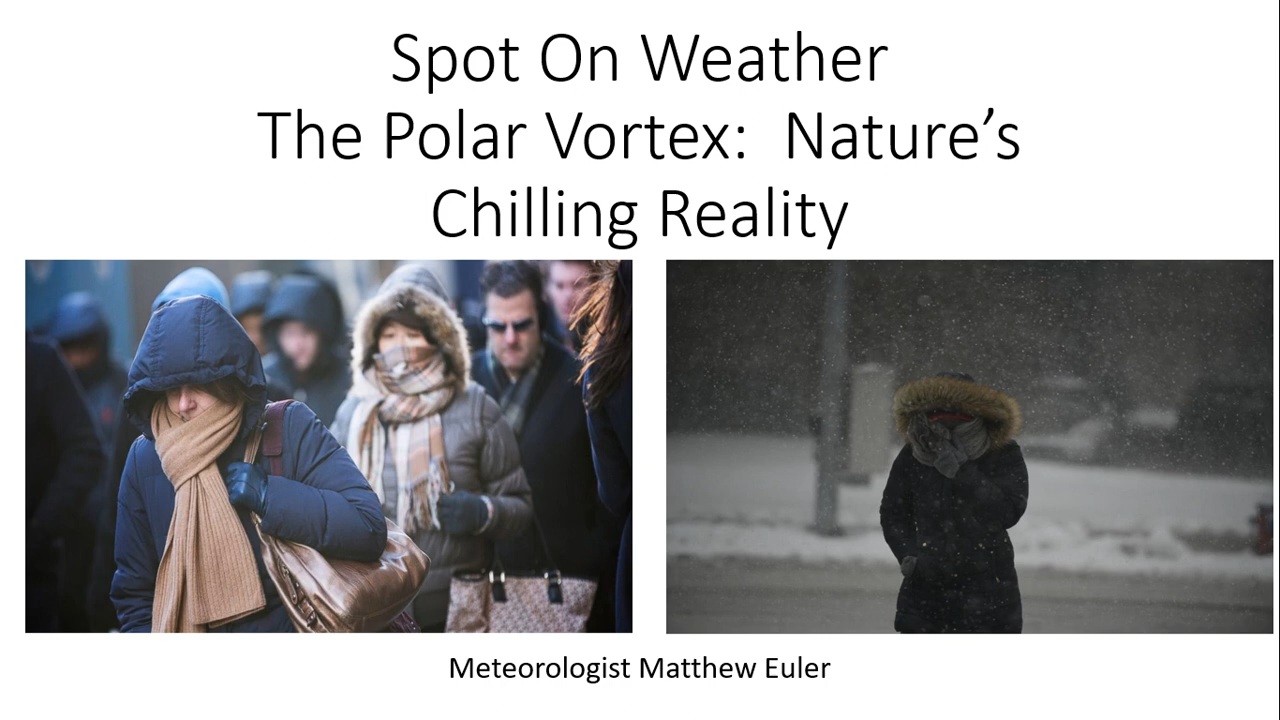 Spot On Weather
The Polar Vortex:  Nature’s
Chilling Reality
Meteorologist Matthew Euler